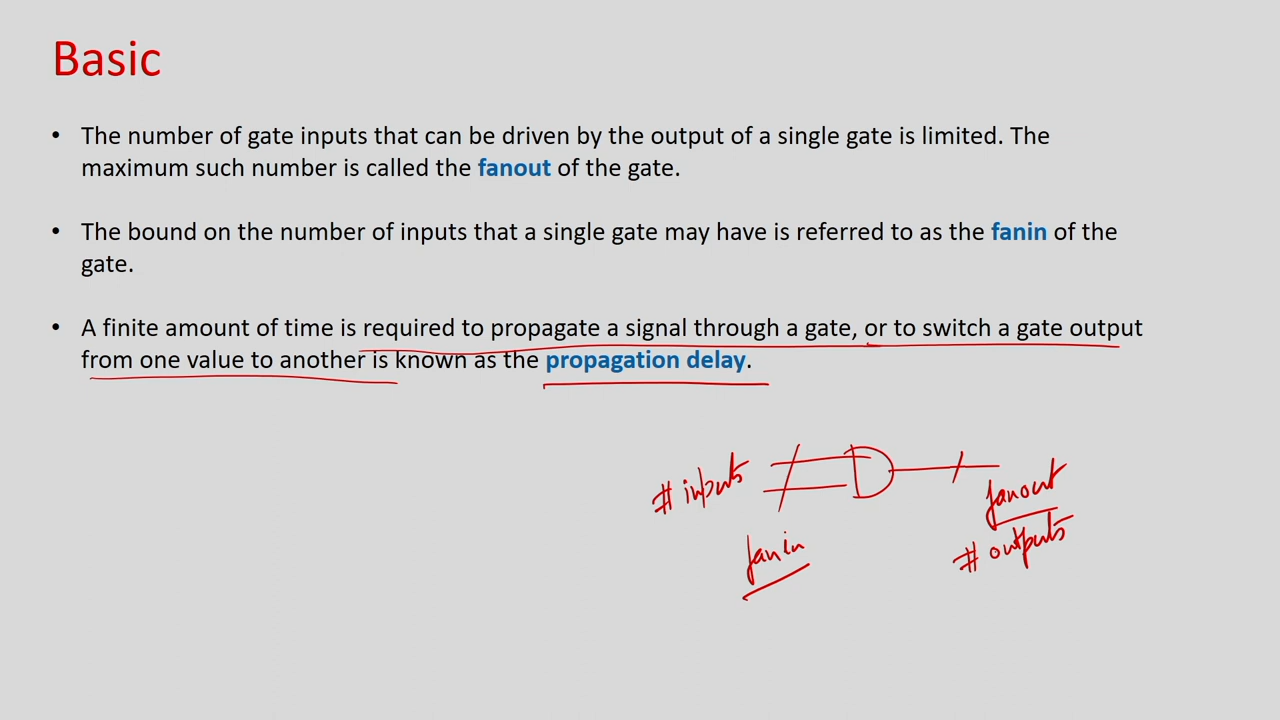 Basic
• The number of gate inputs that can be driven by the output of a single gate is limited. The
maximum such number is called the fanout of the gate.
• The bound on the number of inputs that a single gate may have is referred to as the fanin of the
gate.
• A finite amount of time is required to propagate a signal through a gate, or to switch a gate output
from one value to another is known as the propagation delay.
# inputs
fanout
fanin
# outputs